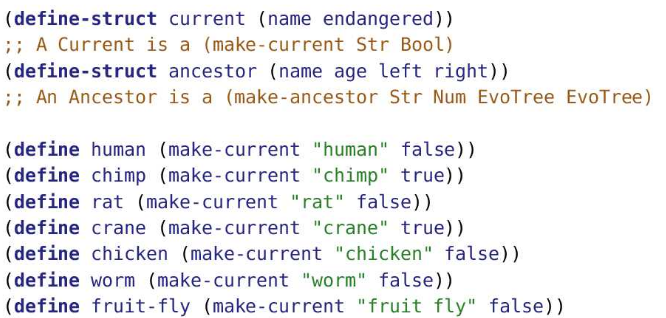 (define-struct current (name endangered))
;; A Current is a (make-current Str Bool)
(define-struct ancestor (name age left right))
;; An Ancestor is a (make-ancestor Str Num EvoTree EvoTree)
(define human (make-current "human" false))
(define chimp (make-current "chimp" true))
(define rat (make-current "rat" false))
(define crane (make-current "crane" true))
(define chicken (make-current "chicken" false))
(define worm (make-current "worm" false))
(define fruit-fly (make-current "fruit fly" false))